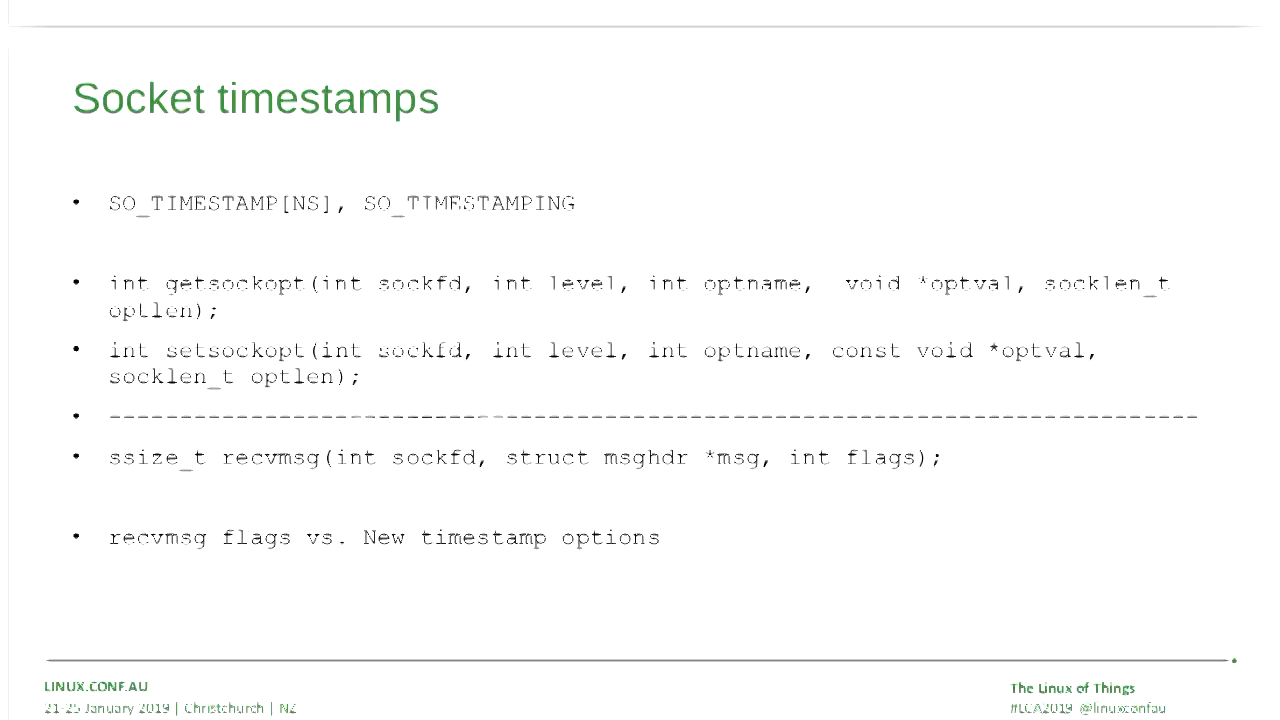 Socket timestamps
• SO_TIMESTAMP[NS], SO_TIMESTAMPING
• int getsockopt(int sockfd, int level, int optname,  void *optval, socklen_t
optlen);
• int setsockopt(int sockfd, int level, int optname, const void *optval,
socklen_t optlen);
• -----------------------------------------------------------------------------
• ssize_t recvmsg(int sockfd, struct msghdr *msg, int flags);
• recvmsg flags vs. New timestamp options
LINUX.CONF.AU
21-25 January 2019 | Christchurch | NZ
The Linux of Things
#LCA2019 @linuxconfau